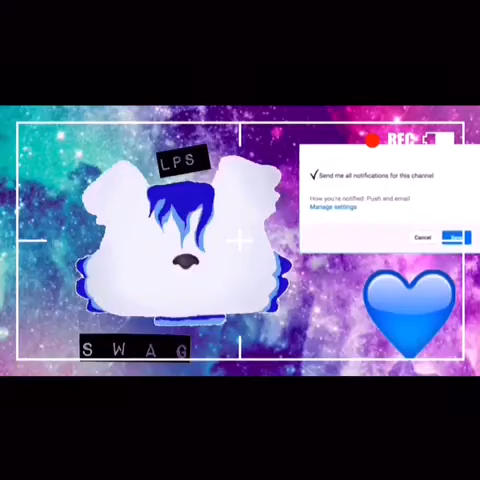 REC
LPS
Send me all notifications for this channel
How you're notified: Push and email
Manage settings
Cancel
SWAG